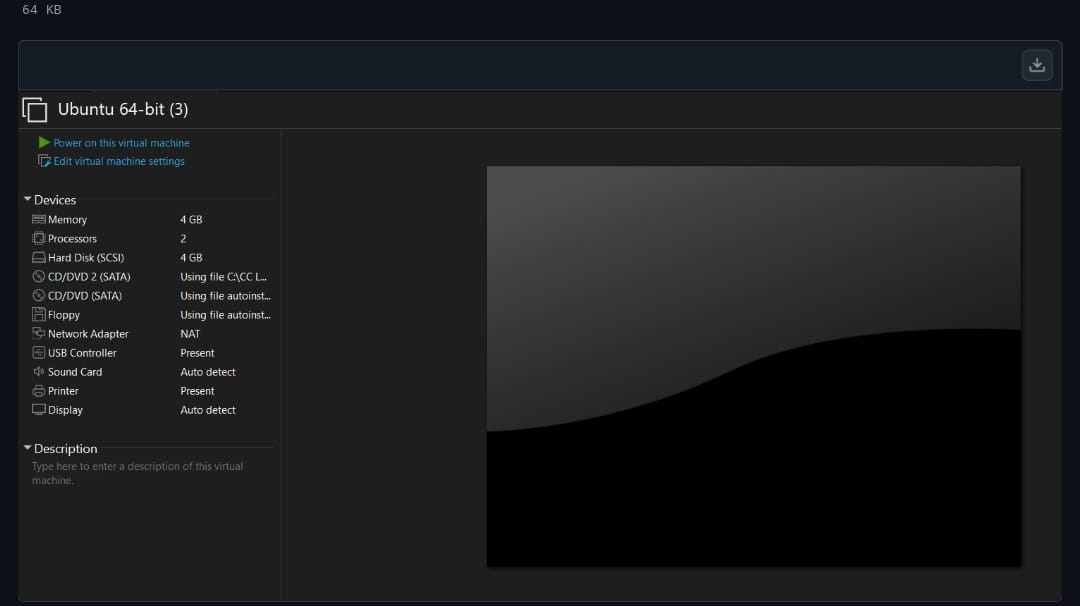 64 KB
Ubuntu 64-bit (3)
Power on this virtual machine
Edit virtual machine settings
Devices
Memory 4 GB
Processors 2
Hard Disk (SCSI) 4 GB
CD/DVD 2 (SATA) Using file C:\CC L...
CD/DVD (SATA) Using file autoinst...
Floppy Using file autoinst...
Network Adapter NAT
USB Controller Present
Sound Card Auto detect
Printer Present
Display Auto detect
Description
Type here to enter a description of this virtual
machine.